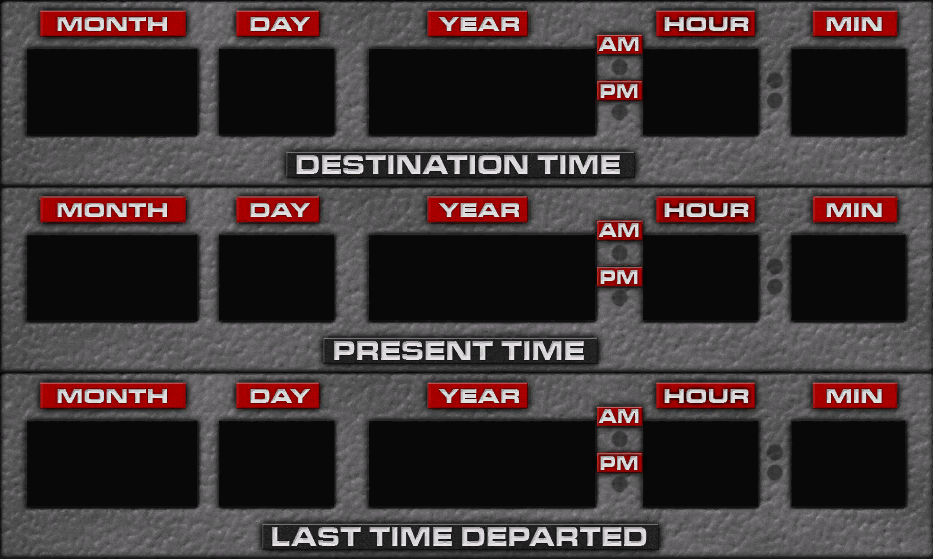 MONTH DAY YEAR HOUR MIN
AM
PM
DESTINATION TIME
MONTH DAY YEAR HOUR MIN
AM
PM
PRESENT TIME
MONTH DAY YEAR HOUR MIN
AM
PM
LAST TIME DEPARTED